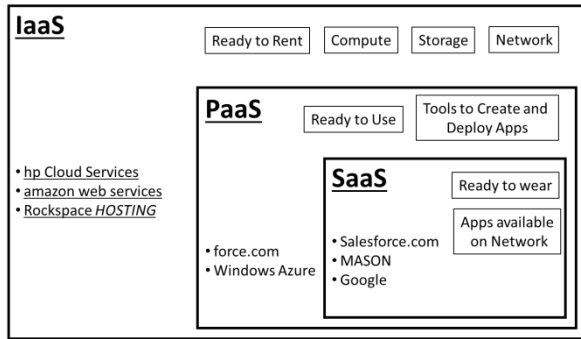 IaaS
Ready to Rent
Compute
Storage
Network
PaaS
Ready to Use
Tools to Create and
Deploy Apps
• hp Cloud Services
• amazon web services
• Rockspace HOSTING
SaaS
Ready to wear
Apps available
on Network
• force.com
• Windows Azure
• Salesforce.com
• MASON
• Google